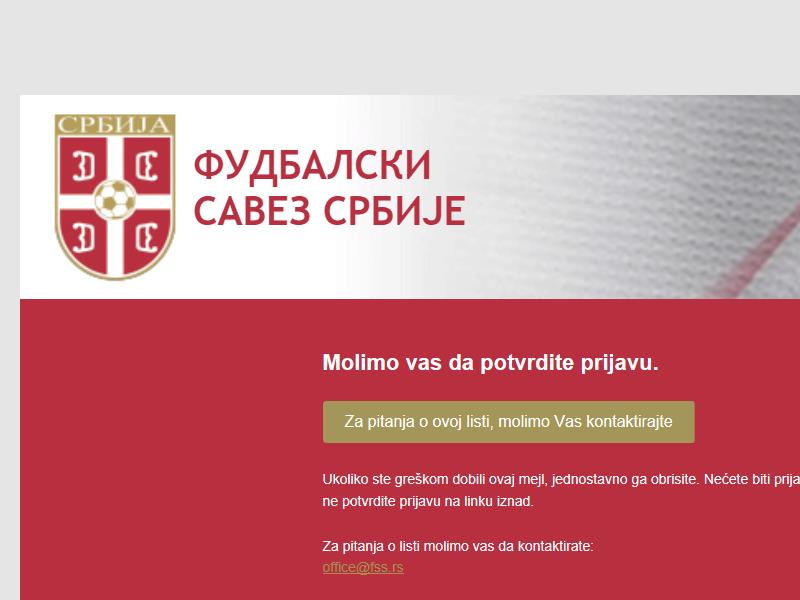 СРБИЈА
ФУДБАЛСКИ
САВЕЗ СРБИЈЕ
Molimo vas da potvrdite prijavu.
Za pitanja o ovoj listi, molimo Vas kontaktirajte
Ukoliko ste greškom dobili ovaj mejl, jednostavno ga obrisite. Nećete biti prija
ne potvrdite prijavu na linku iznad.
Za pitanja o listi molimo vas da kontaktirate:
office@fss.rs